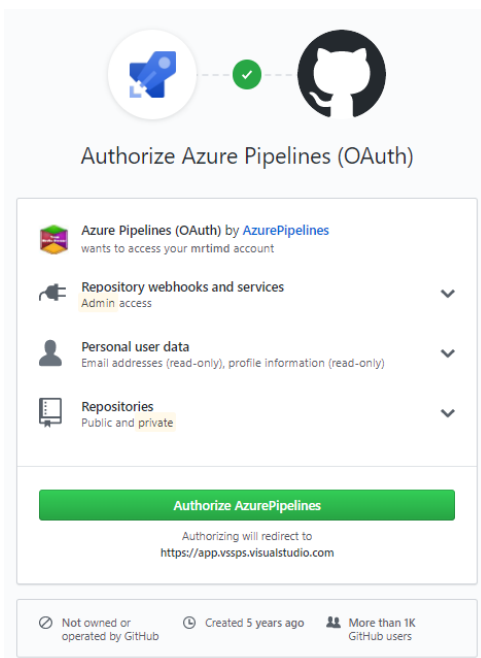 Authorize Azure Pipelines (OAuth)
Azure Pipelines (OAuth) by AzurePipelines
wants to access your mrtimd account
Repository webhooks and services
Admin access
Personal user data
Email addresses (read-only), profile information (read-only)
Repositories
Public and private
Authorize AzurePipelines
Authorizing will redirect to
https://app.vssps.visualstudio.com
Not owned or
operated by GitHub
Created 5 years ago
More than 1K
GitHub users